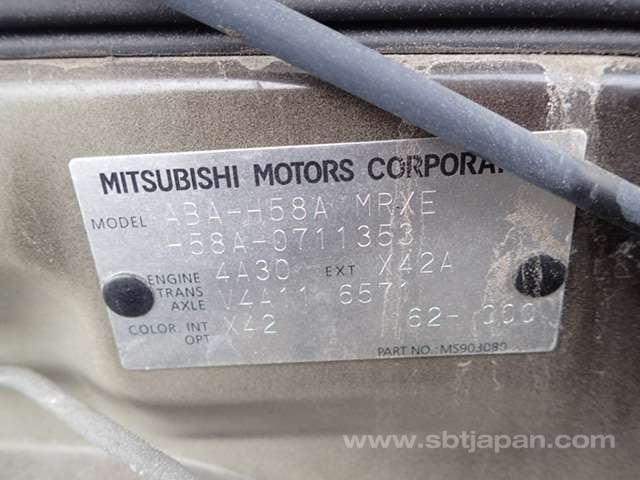 MITSUBISHI MOTORS CORPORA
MODEL ABA-H58A MRXE
H58A-0711353
ENGINE 4A30 EXT X42A
TRANS AXLE V4A11 6571
COLOR. INT OPT X42 62- 000
PART NO.: MS903080
www.sbtjapan.com